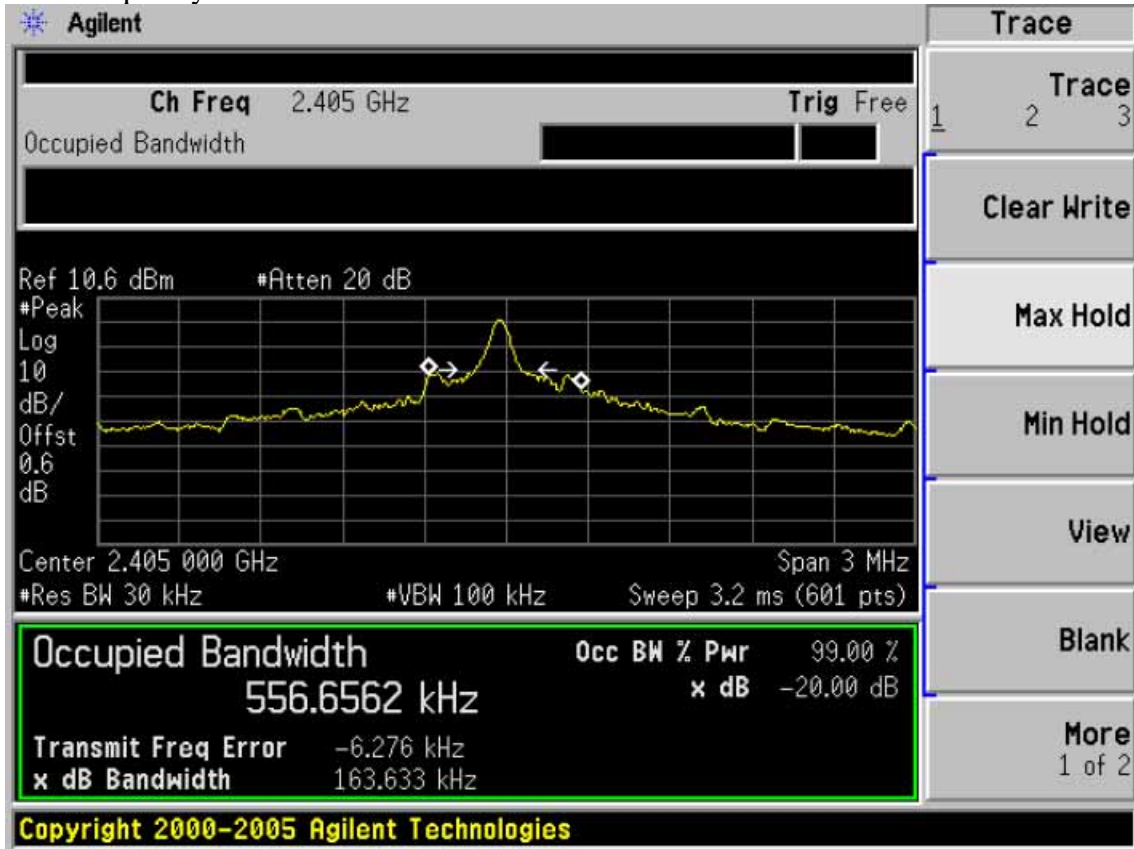 Agilent
Trace
Ch Freq 2.405 GHz Trig Free
Occupied Bandwidth
Trace
1 2 3
Clear Write
Ref 10.6 dBm #Atten 20 dB
#Peak
Log
10
dB/
Offst
0.6
dB
Max Hold
Min Hold
View
Center 2.405 000 GHz Span 3 MHz
#Res BW 30 kHz #VBW 100 kHz Sweep 3.2 ms (601 pts)
Occupied Bandwidth
556.6562 kHz
Occ BW % Pwr 99.00 %
x dB -20.00 dB
Transmit Freq Error -6.276 kHz
x dB Bandwidth 163.633 kHz
Blank
More
1 of 2
Copyright 2000-2005 Agilent Technologies